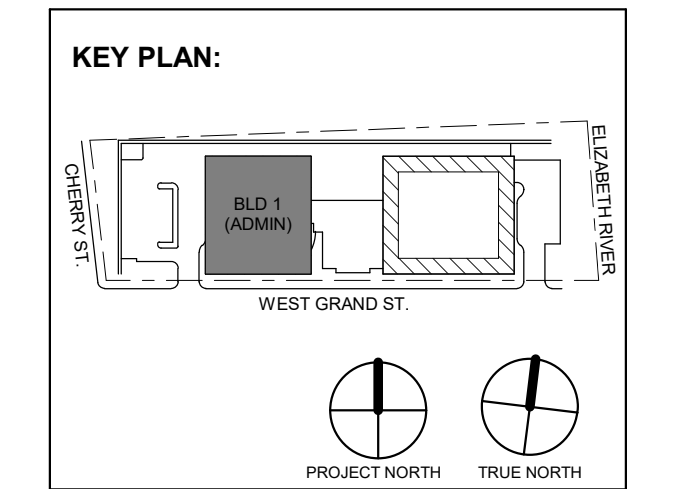 KEY PLAN:
CHERRY ST.
BLD 1
(ADMIN)
ELIZABETH RIVER
WEST GRAND ST.
PROJECT NORTH
TRUE NORTH